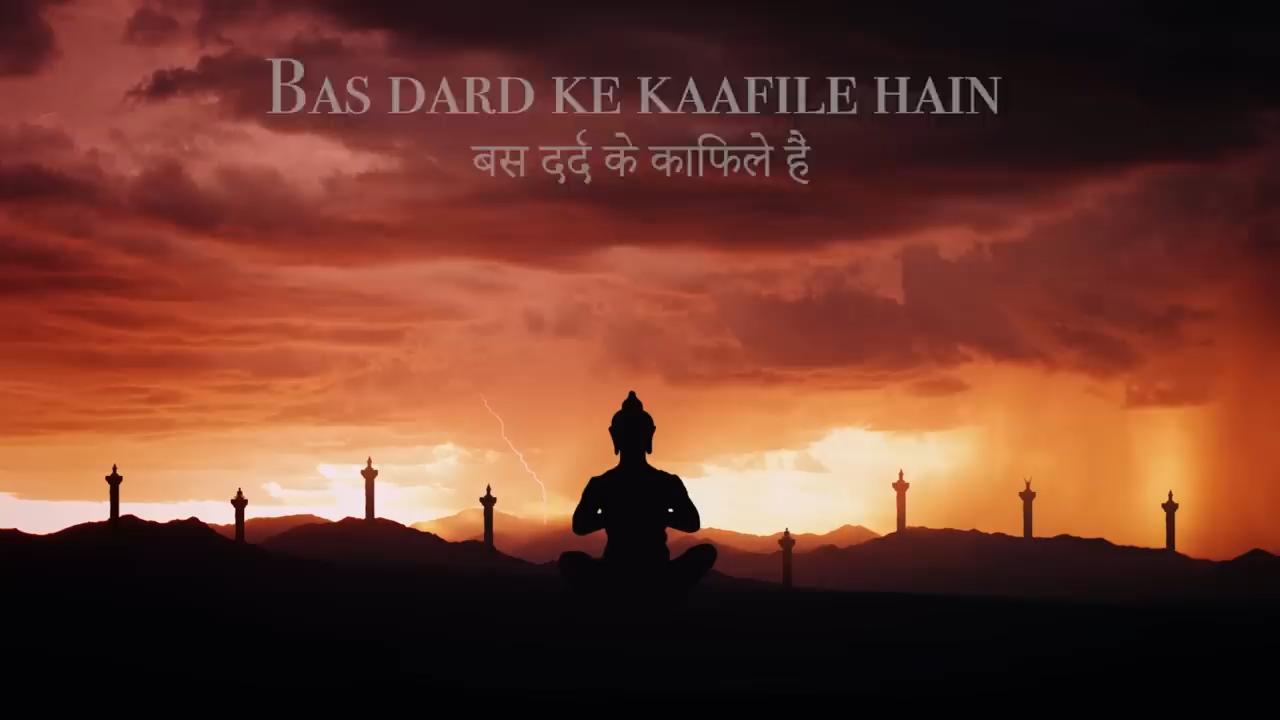 Bas dard ke kaafile hain
बस दर्द के काफिले हैं